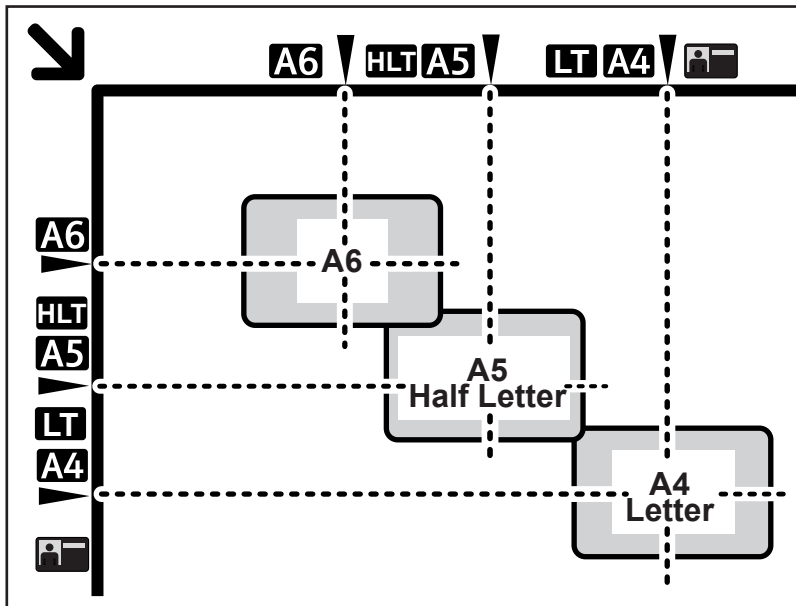 A6 HLT A5 LT A4
A6
A6
HLT
A5
A5
Half Letter
LT
A4
A4
Letter